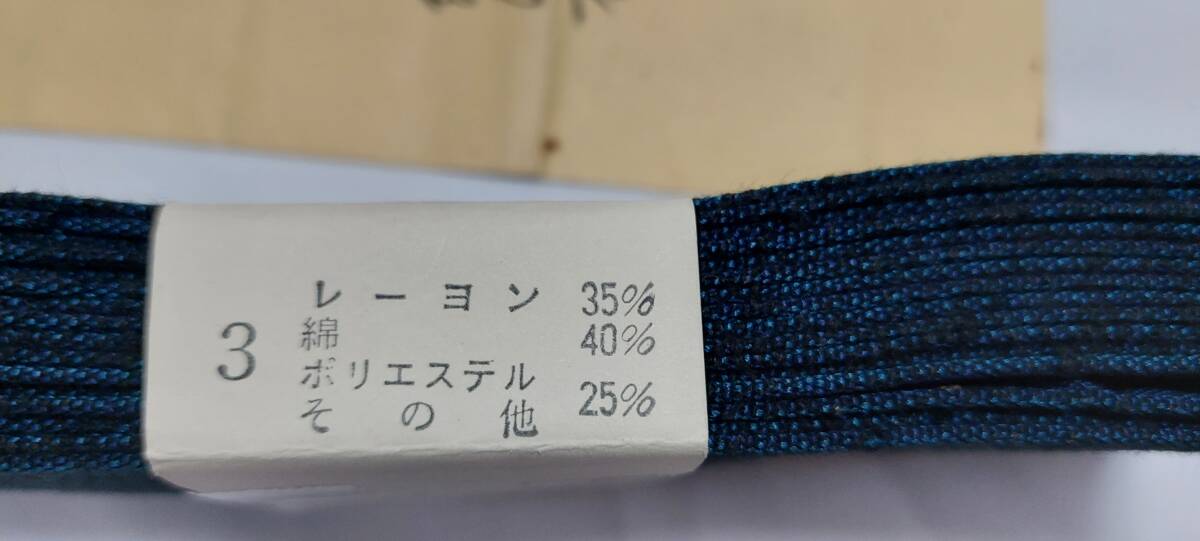 3
レーヨン 35%
綿 40%
ポリエステル
その他 25%